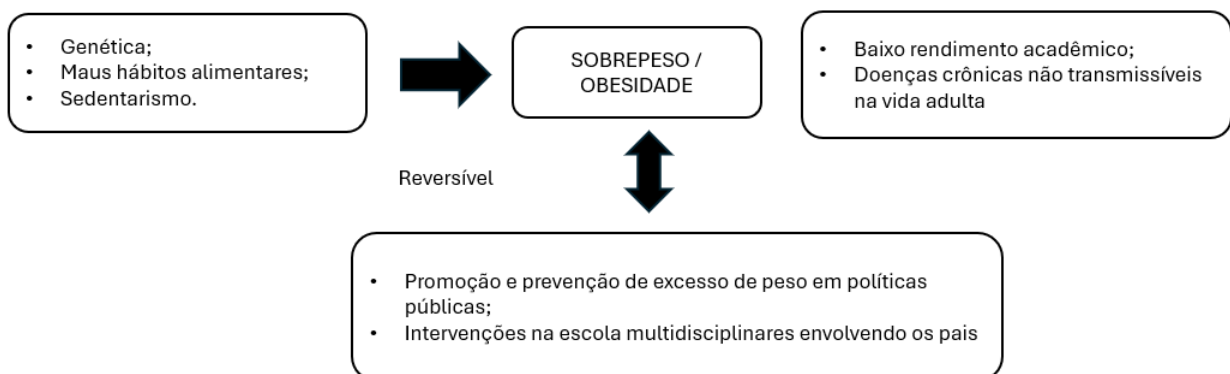 • Genética;
• Maus hábitos alimentares;
• Sedentarismo.
SOBREPESO /
OBESIDADE
• Baixo rendimento acadêmico;
• Doenças crônicas não transmissíveis
na vida adulta
Reversível
• Promoção e prevenção de excesso de peso em políticas
públicas;
• Intervenções na escola multidisciplinares envolvendo os pais